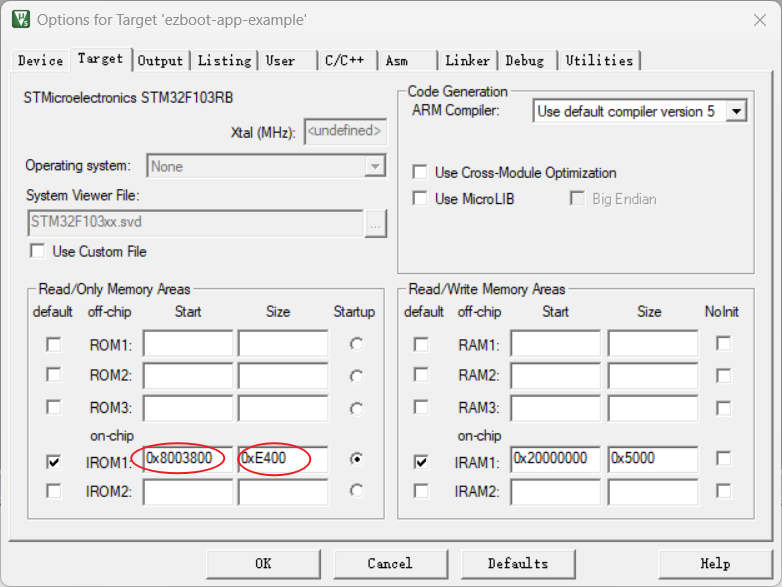 Options for Target 'ezboot-app-example'
Device Target Output Listing User C/C++ Asm Linker Debug Utilities
STMicroelectronics STM32F103RB
Xtal (MHz): <undefined>
Operating system: None
System Viewer File:
STM32F103xx.svd ...
Use Custom File
Code Generation
ARM Compiler: Use default compiler version 5
Use Cross-Module Optimization
Use MicroLIB Big Endian
Read/Only Memory Areas
default off-chip Start Size Startup
ROM1:
ROM2:
ROM3:
on-chip
IROM1: 0x8003800 0xE400
IROM2:
Read/Write Memory Areas
default off-chip Start Size NoInit
RAM1:
RAM2:
RAM3:
on-chip
IRAM1: 0x20000000 0x5000
IRAM2:
OK Cancel Defaults Help